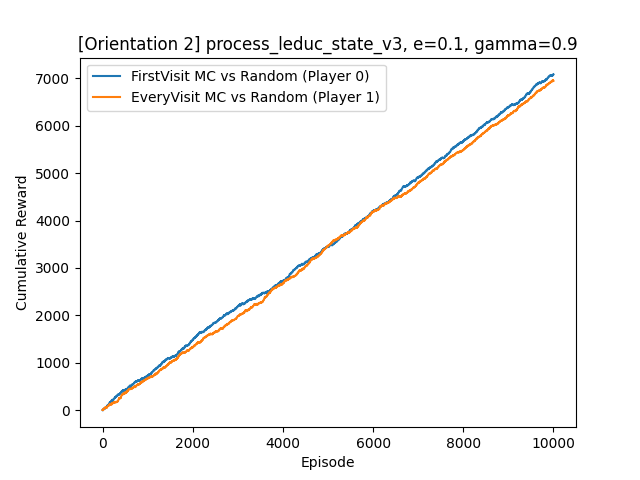 [Orientation 2] process_leduc_state_v3, e=0.1, gamma=0.9
FirstVisit MC vs Random (Player 0)
EveryVisit MC vs Random (Player 1)
7000
6000
5000
4000
3000
2000
1000
0
Cumulative Reward
0 2000 4000 6000 8000 10000
Episode